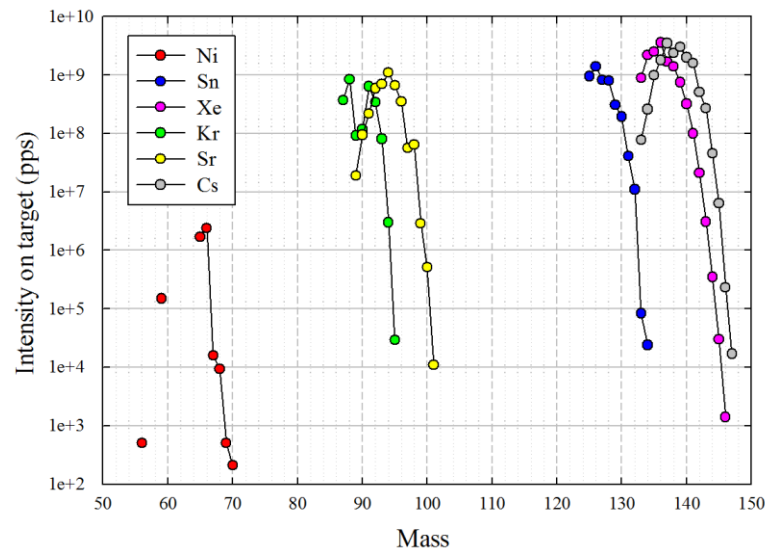 Intensity on target (pps)
1e+10
1e+9
1e+8
1e+7
1e+6
1e+5
1e+4
1e+3
1e+2
Ni
Sn
Xe
Kr
Sr
Cs
50 60 70 80 90 100 110 120 130 140 150
Mass